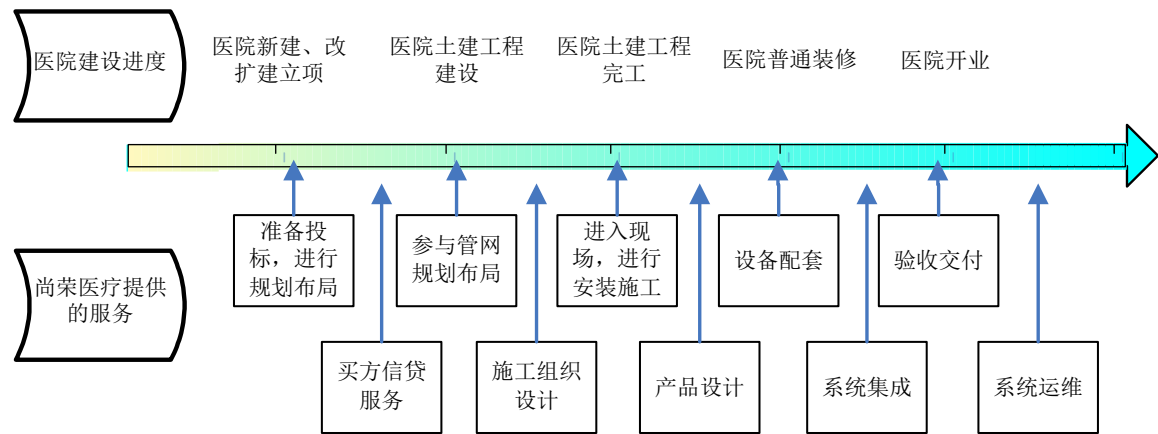 医院建设进度
医院新建、改
扩建立项
医院土建工程
建设
医院土建工程
完工
医院普通装修
医院开业
尚荣医疗提供
的服务
准备投
标，进行
规划布局
参与管网
规划布局
进入现
场，进行
安装施工
设备配套
验收交付
买方信贷
服务
施工组织
设计
产品设计
系统集成
系统运维